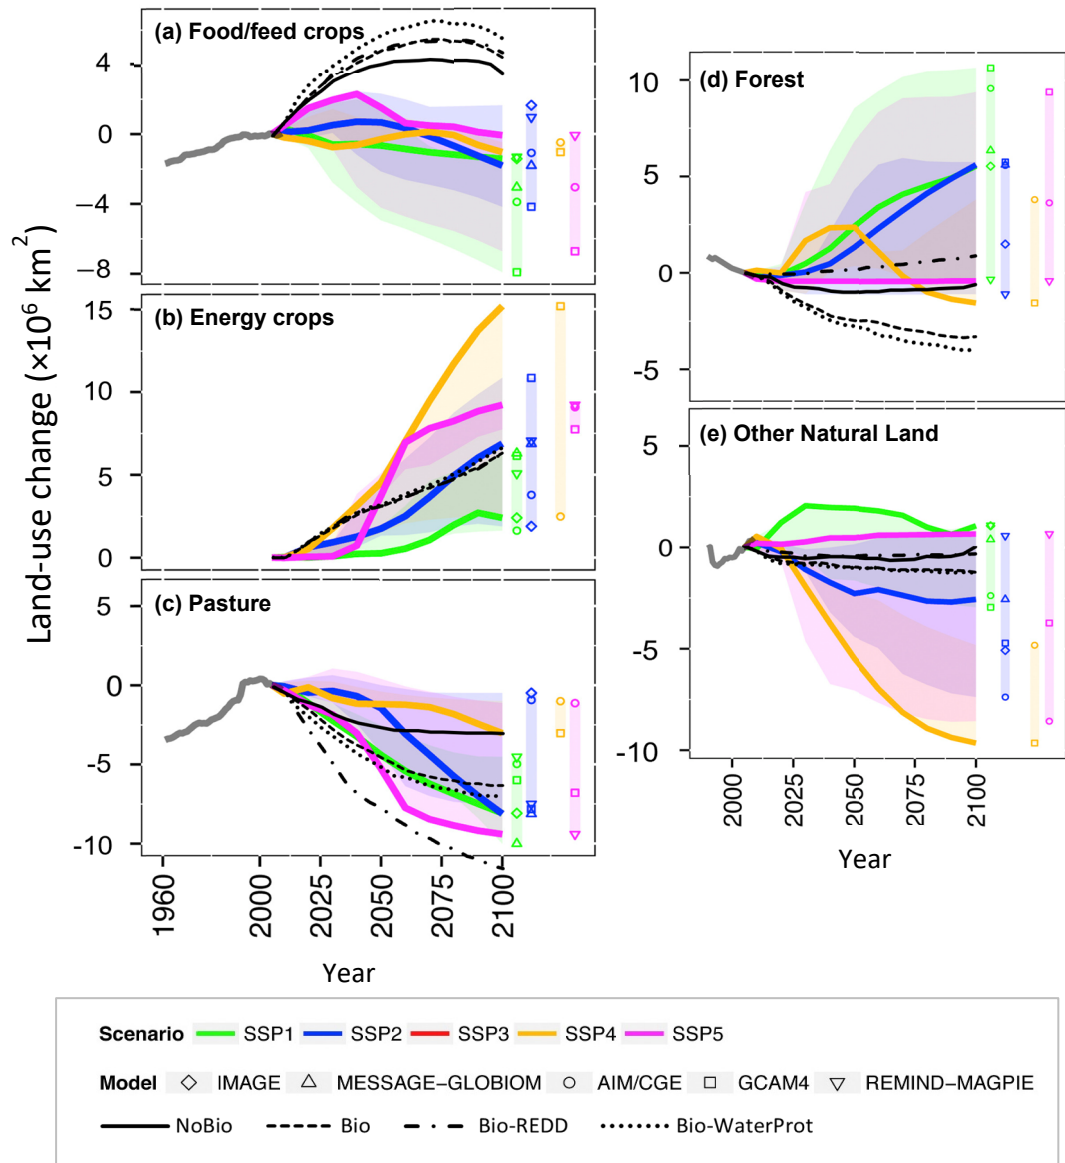 (a) Food/feed crops
4
0
−4
−8
(b) Energy crops
15
10
5
0
(c) Pasture
5
0
-5
-10
1960
2000
2025
2050
2075
2100
Year
Land-use change (×10⁶ km²)
(d) Forest
10
5
0
-5
(e) Other Natural Land
5
0
-5
-10
2000
2025
2050
2075
2100
Year
Scenario SSP1 SSP2 SSP3 SSP4 SSP5
Model IMAGE MESSAGE−GLOBIOM AIM/CGE GCAM4 REMIND−MAGPIE
NoBio Bio Bio-REDD Bio-WaterProt